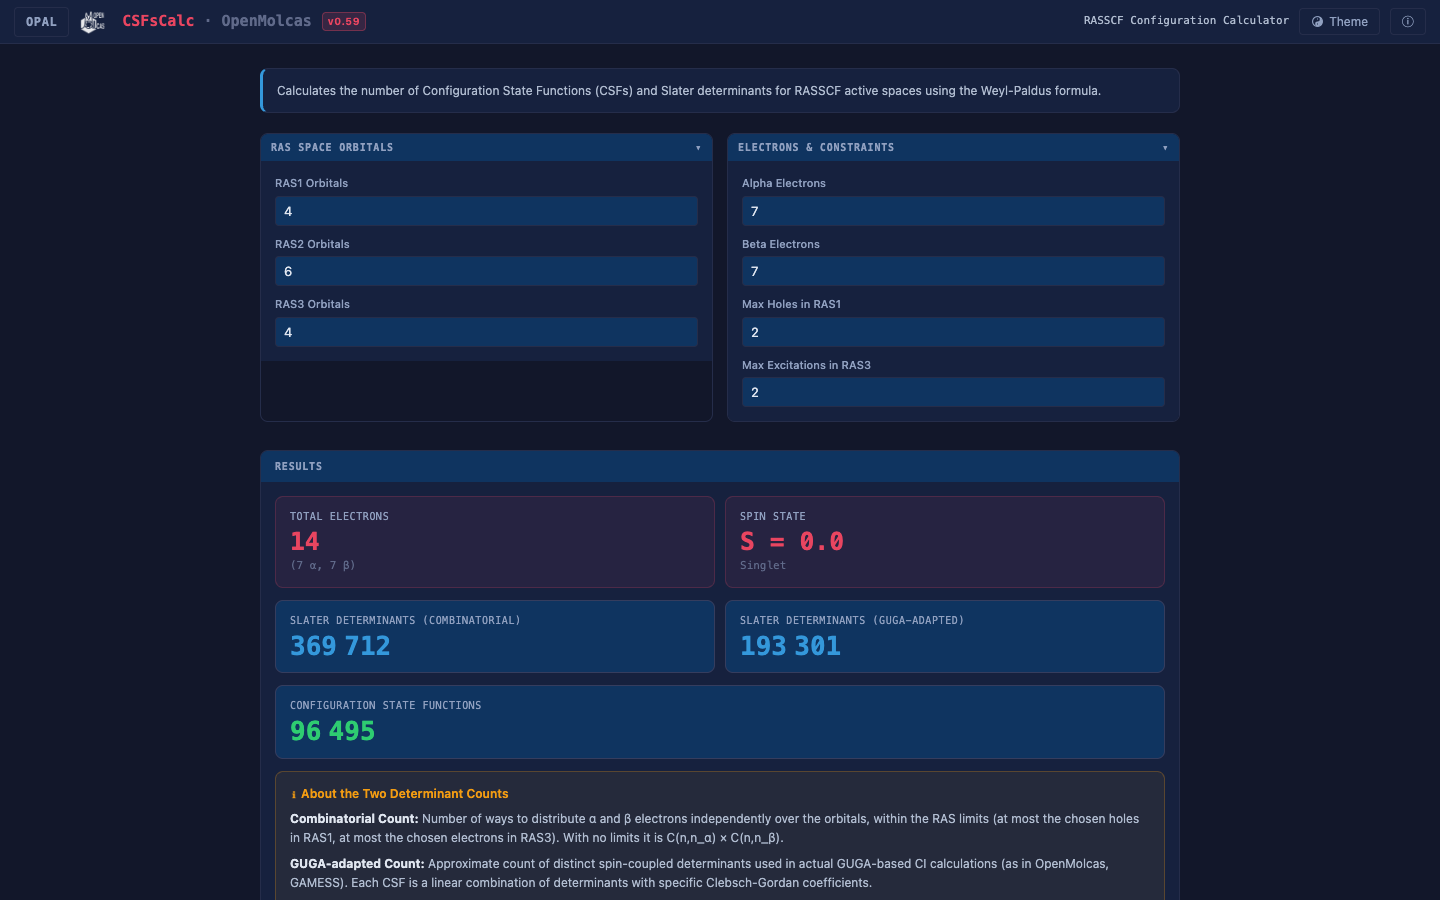 OPAL
OPEN
MOLCAS
CSFsCalc · OpenMolcas v0.59
RASSCF Configuration Calculator
Theme
Calculates the number of Configuration State Functions (CSFs) and Slater determinants for RASSCF active spaces using the Weyl-Paldus formula.
RAS SPACE ORBITALS
RAS1 Orbitals
4
RAS2 Orbitals
6
RAS3 Orbitals
4
ELECTRONS & CONSTRAINTS
Alpha Electrons
7
Beta Electrons
7
Max Holes in RAS1
2
Max Excitations in RAS3
2
RESULTS
TOTAL ELECTRONS
14
(7 α, 7 β)
SPIN STATE
S = 0.0
Singlet
SLATER DETERMINANTS (COMBINATORIAL)
369 712
SLATER DETERMINANTS (GUGA-ADAPTED)
193 301
CONFIGURATION STATE FUNCTIONS
96 495
ℹ About the Two Determinant Counts
Combinatorial Count: Number of ways to distribute α and β electrons independently over the orbitals, within the RAS limits (at most the chosen holes
in RAS1, at most the chosen electrons in RAS3). With no limits it is C(n,n_α) × C(n,n_β).
GUGA-adapted Count: Approximate count of distinct spin-coupled determinants used in actual GUGA-based CI calculations (as in OpenMolcas,
GAMESS). Each CSF is a linear combination of determinants with specific Clebsch-Gordan coefficients.